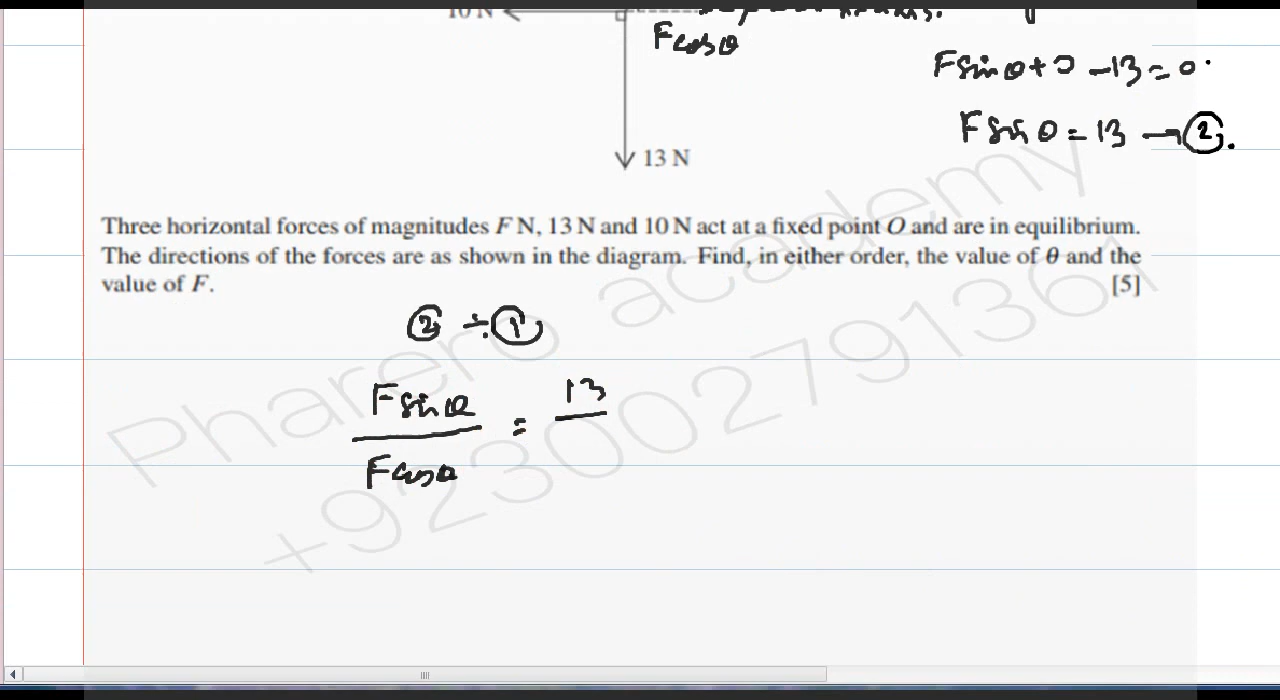 10 N
F cos θ
F sin θ + 0 - 13 = 0
F sin θ = 13 → ②.
13 N
Three horizontal forces of magnitudes F N, 13 N and 10 N act at a fixed point O and are in equilibrium.
The directions of the forces are as shown in the diagram. Find, in either order, the value of θ and the
value of F.
[5]
② ÷ ①
F sin θ / F cos θ = 13
Pharero academy
+923002791361